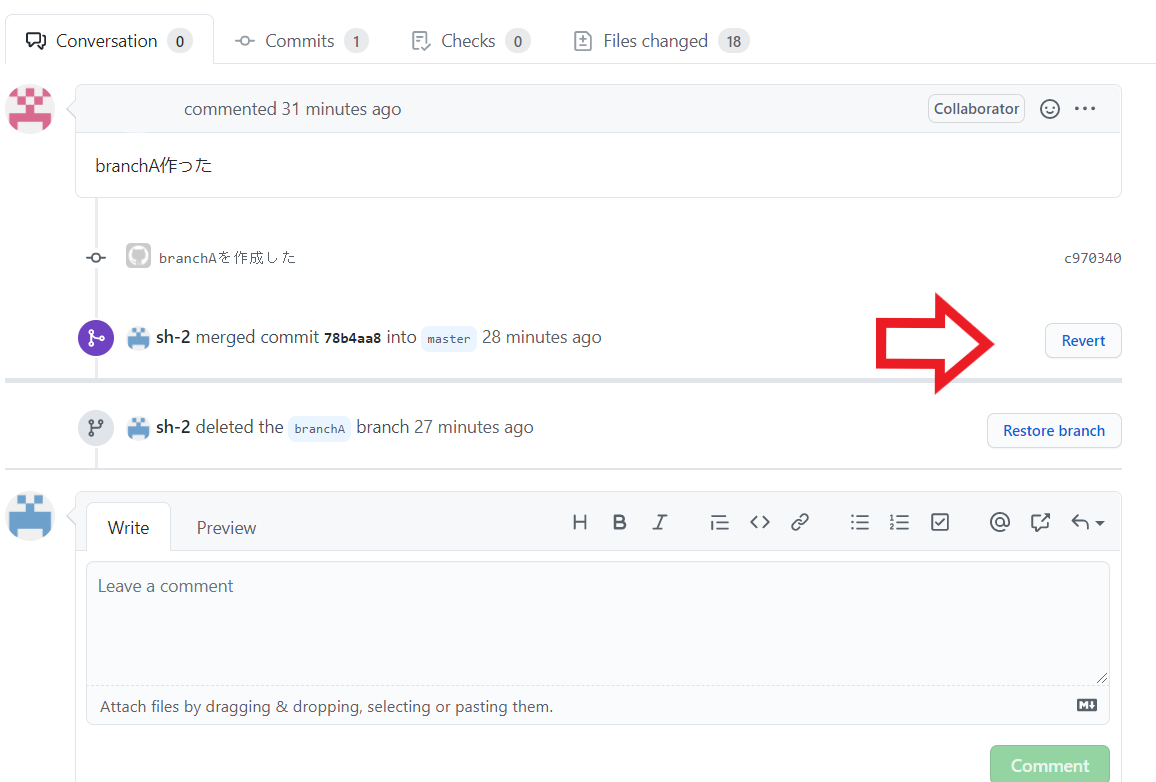 Conversation 0 Commits 1 Checks 0 Files changed 18
commented 31 minutes ago Collaborator
branchA作った
branchAを作成した c970340
sh-2 merged commit 78b4aa8 into master 28 minutes ago Revert
sh-2 deleted the branchA branch 27 minutes ago Restore branch
Write Preview
Leave a comment
Attach files by dragging & dropping, selecting or pasting them.
Comment